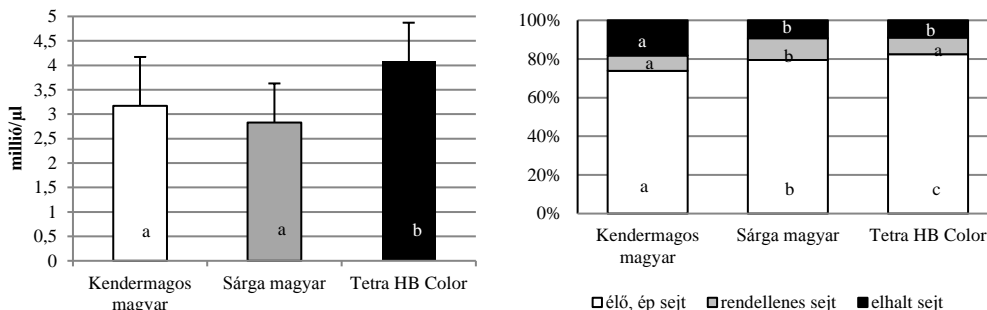 millió/µl
5
4,5
4
3,5
3
2,5
2
1,5
1
0,5
0
a
a
b
Kendermagos
magyar
Sárga magyar
Tetra HB Color
100%
80%
60%
40%
20%
0%
a
b
b
a
b
a
a
b
c
Kendermagos
magyar
Sárga magyar
Tetra HB Color
élő, ép sejt
rendellenes sejt
elhalt sejt